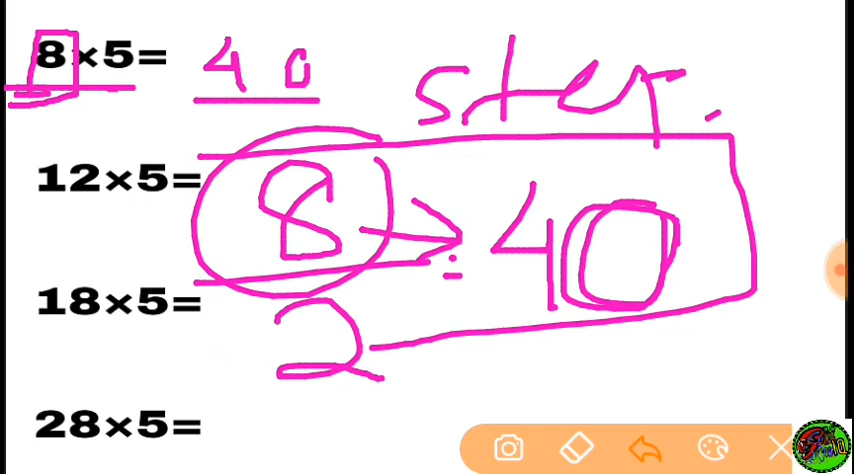 8×5= 40
step.
12×5=
8 → 40
18×5=
2
28×5=